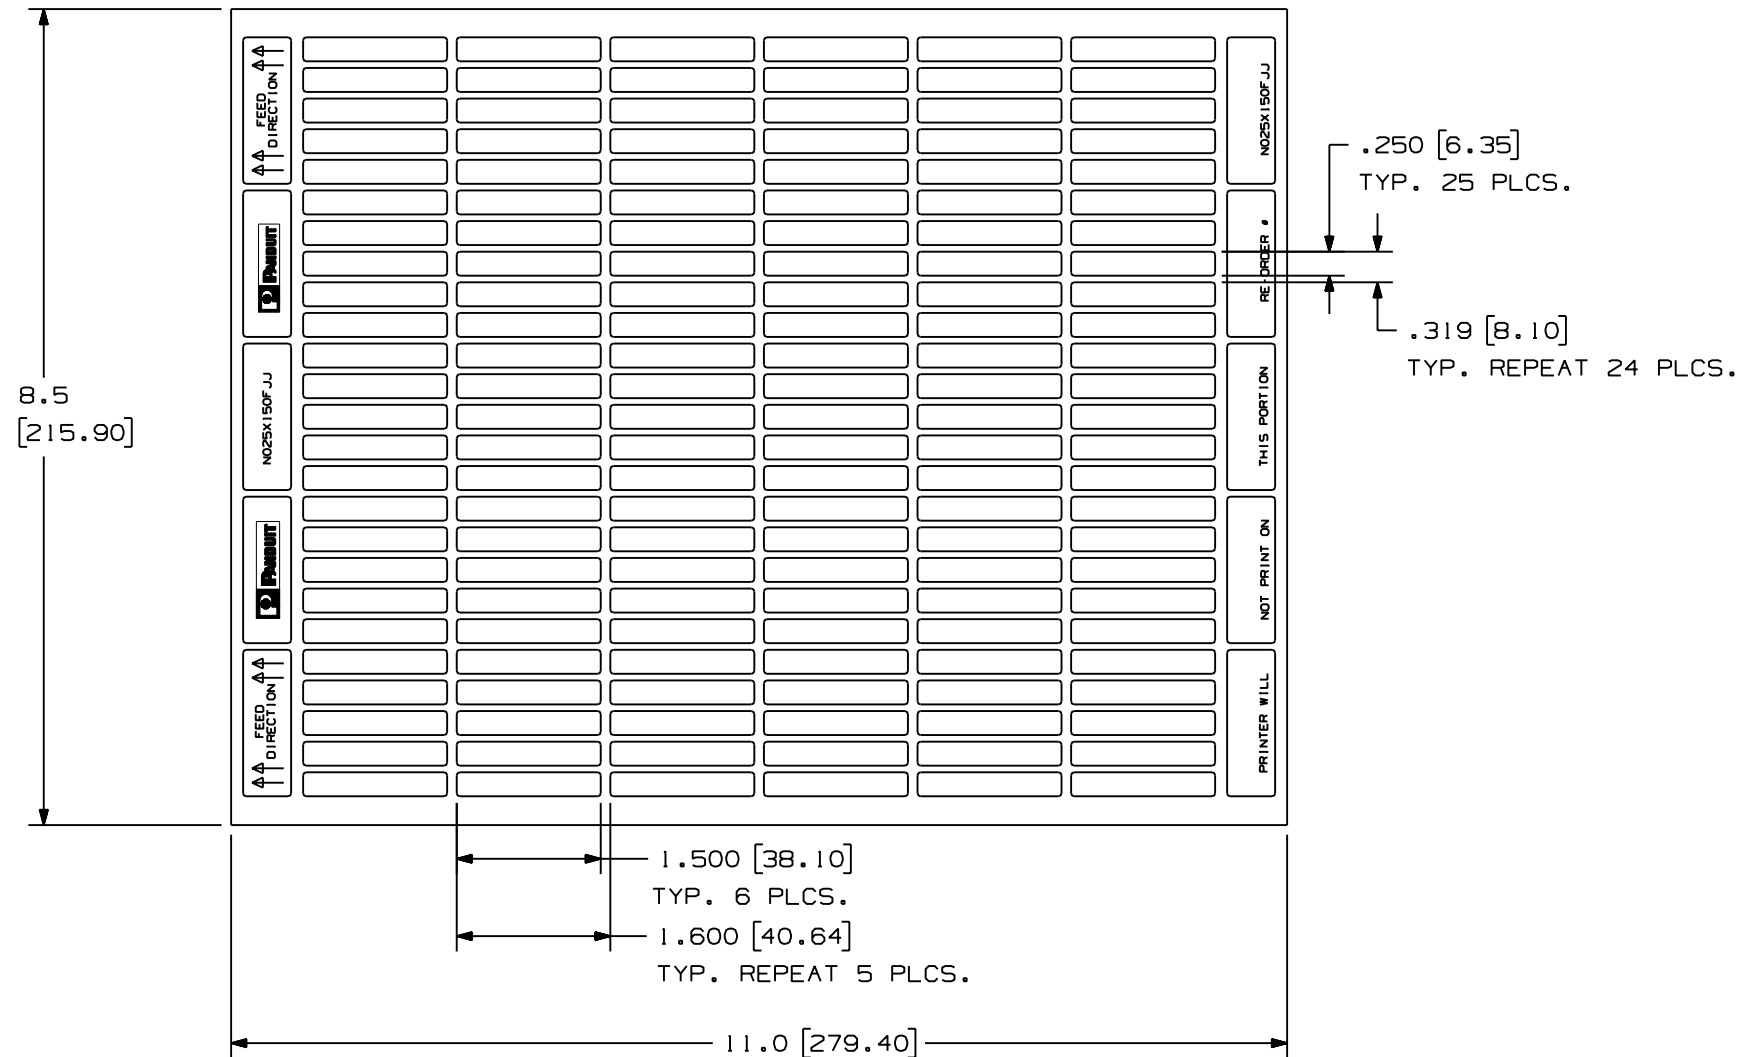 FEED
DIRECTION
PANDUIT
N025X150FJJ
PANDUIT
FEED
DIRECTION
N025X150FJJ
RE-ORDER #
THIS PORTION
NOT PRINT ON
PRINTER WILL
8.5
[215.90]
.250 [6.35]
TYP. 25 PLCS.
.319 [8.10]
TYP. REPEAT 24 PLCS.
1.500 [38.10]
TYP. 6 PLCS.
1.600 [40.64]
TYP. REPEAT 5 PLCS.
11.0 [279.40]